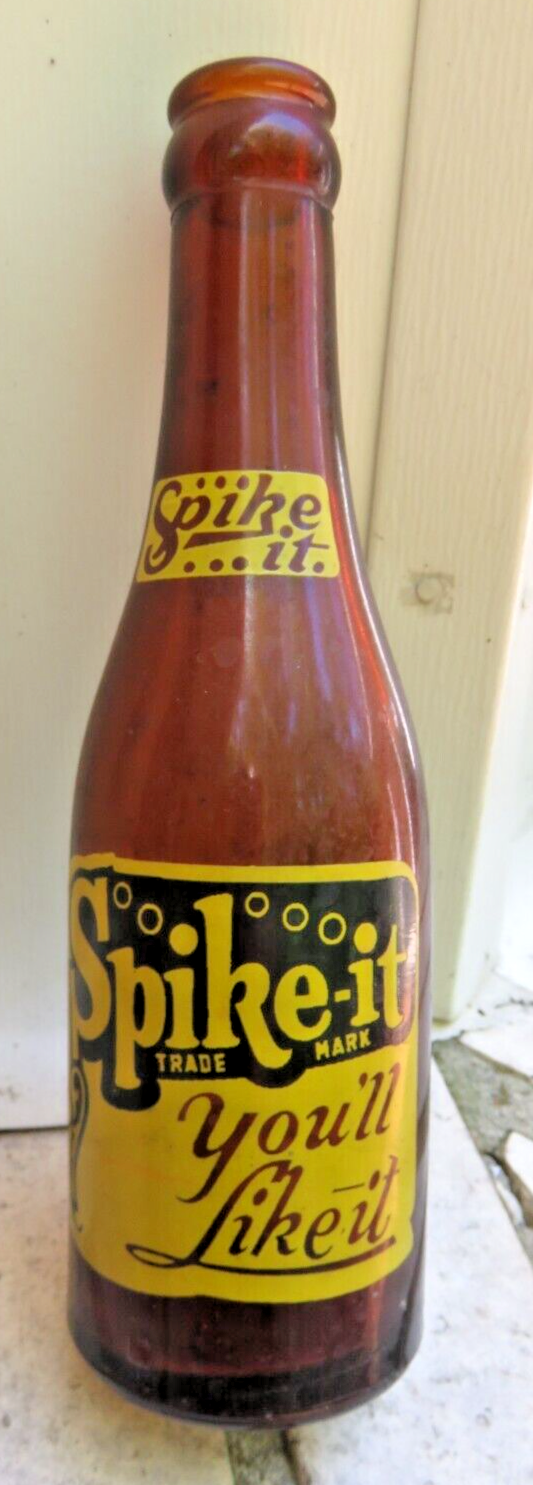 Spike
it.
Spike-it
TRADE MARK
You'll
Like-it